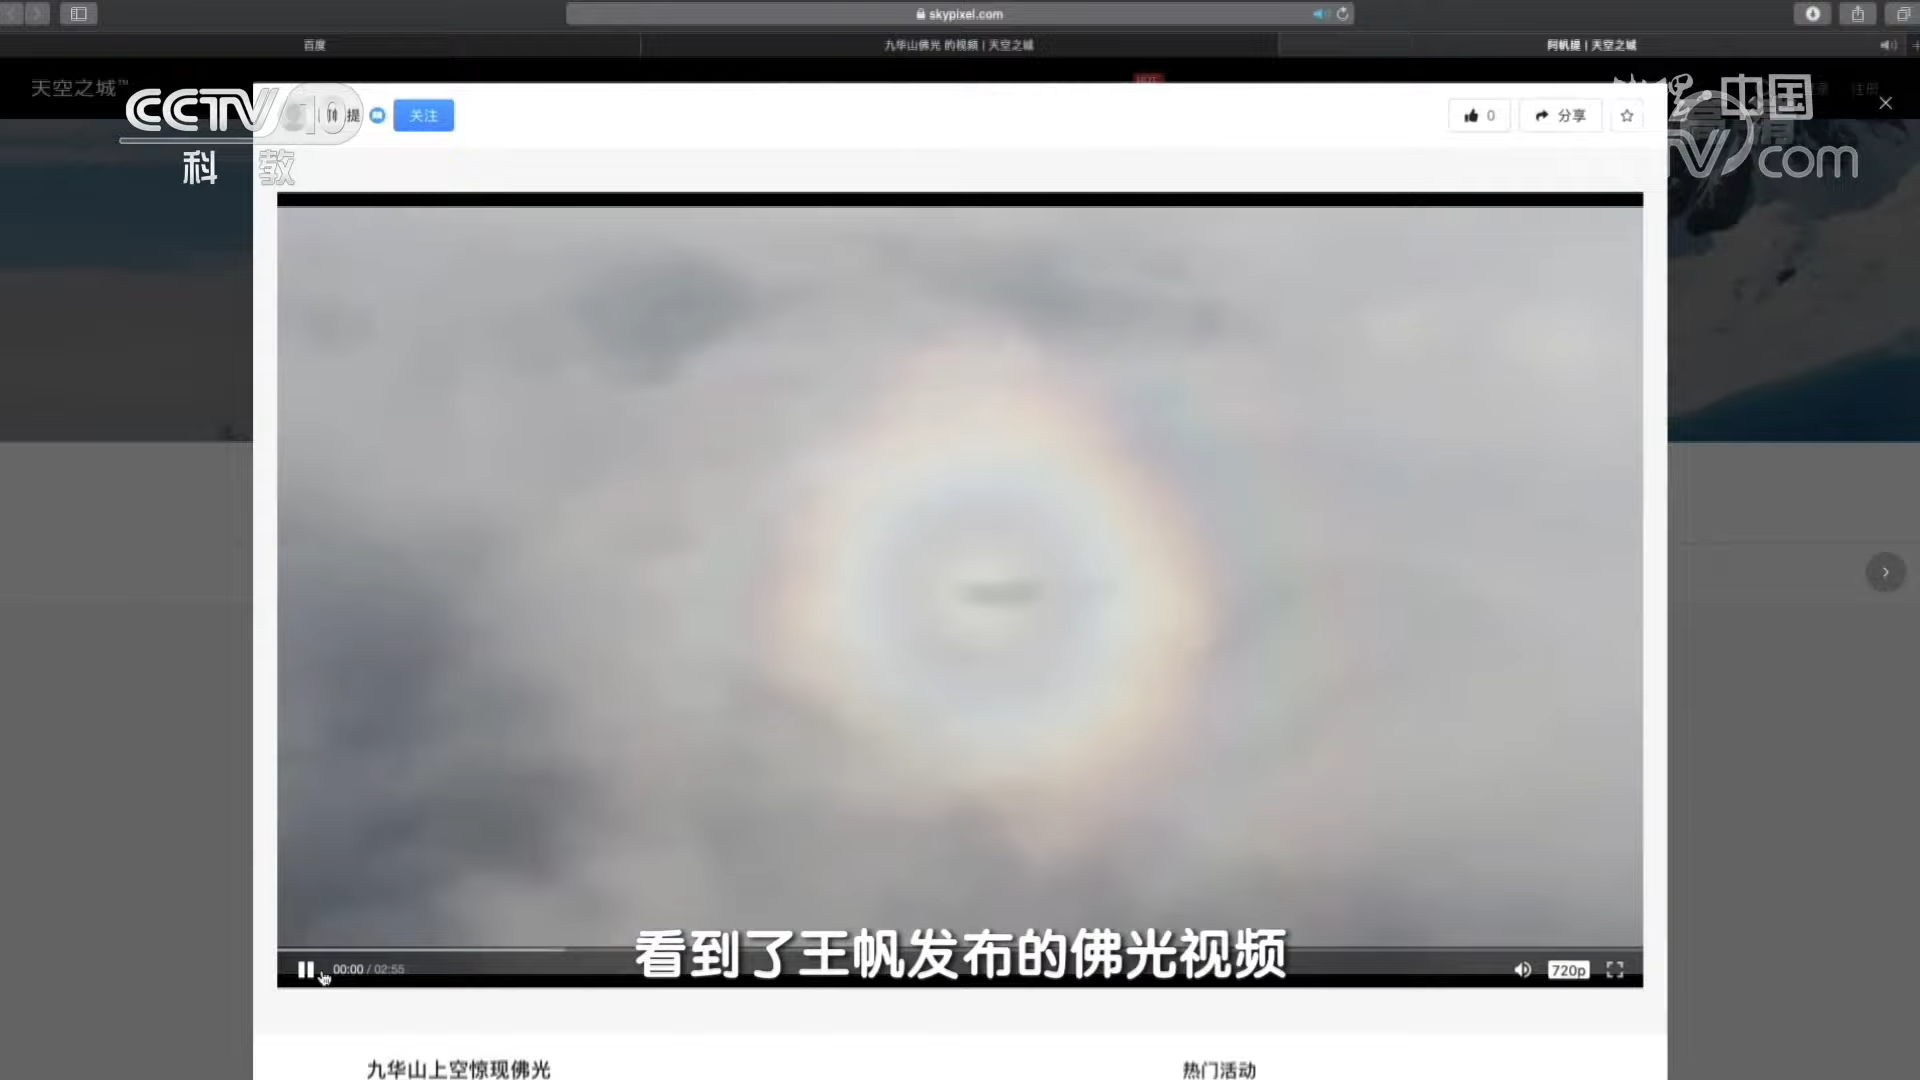 skypixel.com
百度
九华山佛光 的视频 | 天空之城
阿帆提 | 天空之城
天空之城™
CCTV 10
科 教
提
关注
0
分享
注册
中国
com
看到了王帆发布的佛光视频
00:00 / 02:55
720p
九华山上空惊现佛光
热门活动